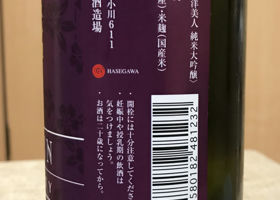 洋美人 純米大吟醸
産)・米麹(国産米)
小川611
酒造場
HASEGAWA
・開栓には十分注意してくださ
・妊娠中や授乳期の飲酒は
気をつけましょう。
・お酒は二十歳になってから。
580182481232
N